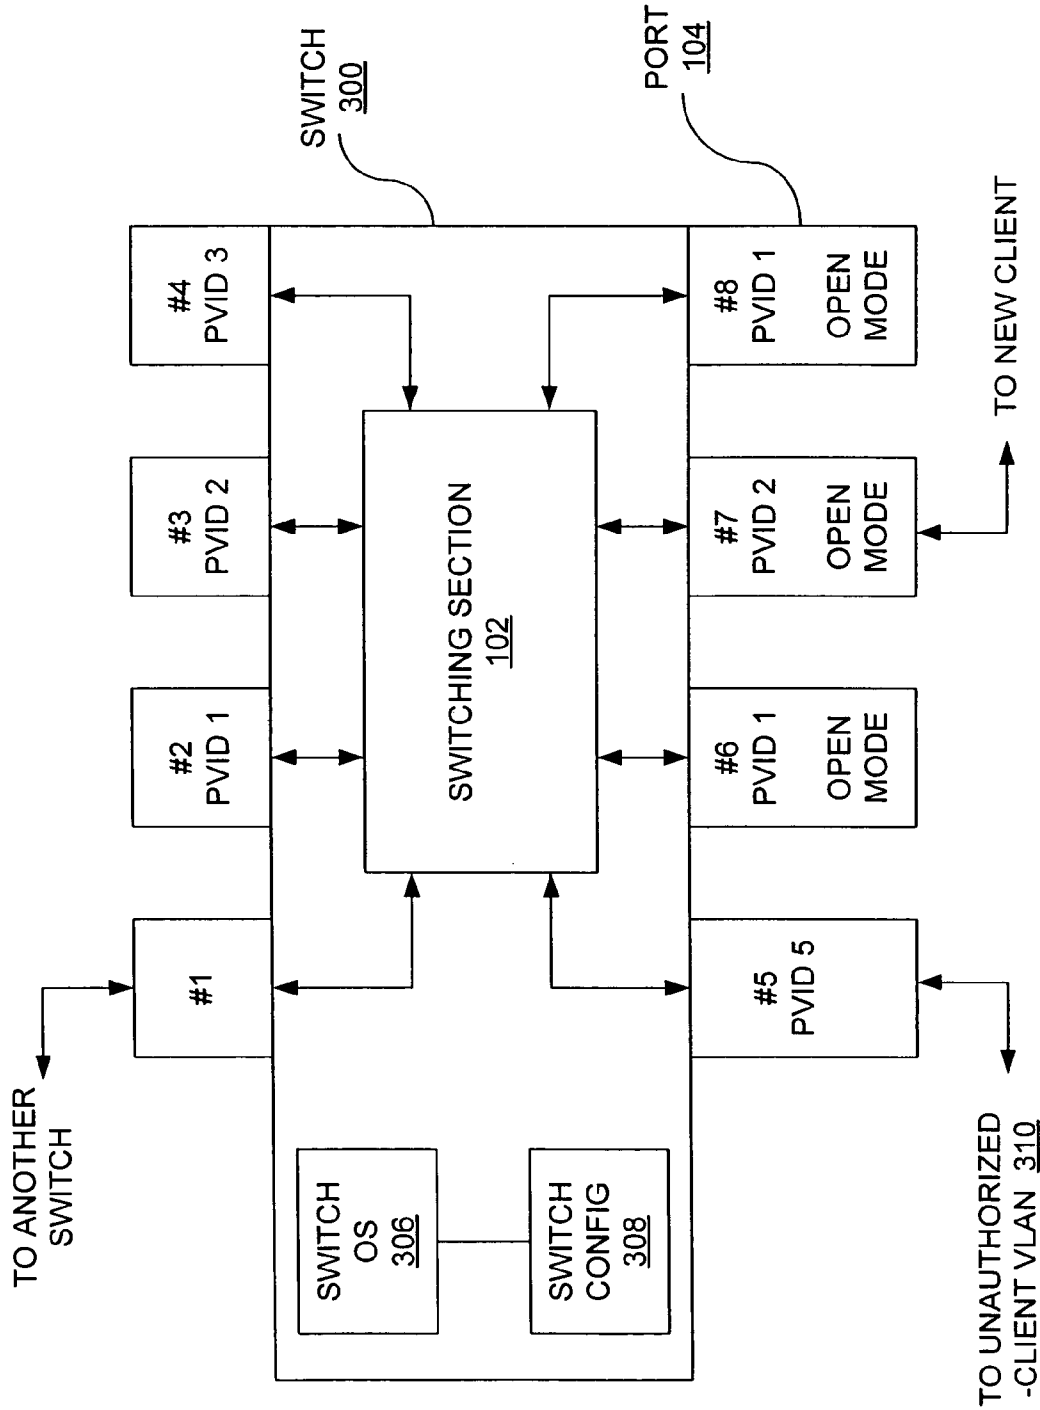 TO ANOTHER
SWITCH
#1
#2
PVID 1
#3
PVID 2
#4
PVID 3
SWITCH
300
SWITCH
OS
306
SWITCH
CONFIG
308
SWITCHING SECTION
102
PORT
104
#5
PVID 5
#6
PVID 1
OPEN
MODE
#7
PVID 2
OPEN
MODE
#8
PVID 1
OPEN
MODE
TO UNAUTHORIZED
-CLIENT VLAN 310
TO NEW CLIENT